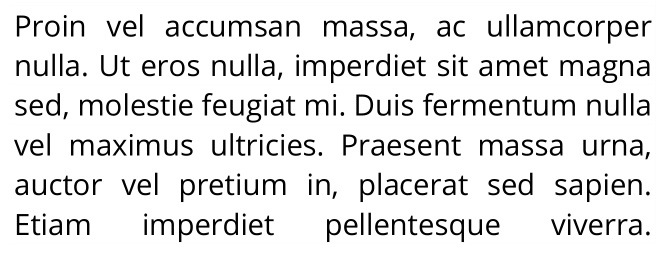 Proin vel accumsan massa, ac ullamcorper
nulla. Ut eros nulla, imperdiet sit amet magna
sed, molestie feugiat mi. Duis fermentum nulla
vel maximus ultricies. Praesent massa urna,
auctor vel pretium in, placerat sed sapien.
Etiam imperdiet pellentesque viverra.